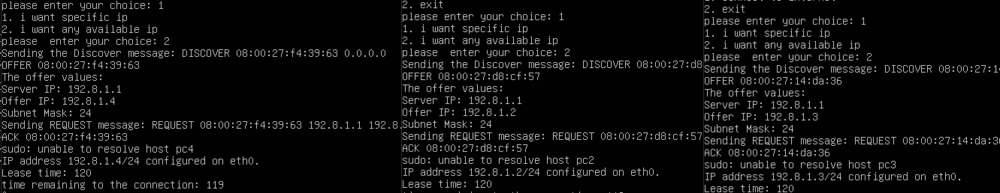 please enter your choice: 1
1. i want specific ip
2. i want any available ip
please  enter your choice: 2
Sending the Discover message: DISCOVER 08:00:27:f4:39:63 0.0.0.0
OFFER 08:00:27:f4:39:63
The offer values:
Server IP: 192.8.1.1
Offer IP: 192.8.1.4
Subnet Mask: 24
Sending REQUEST message: REQUEST 08:00:27:f4:39:63 192.8.1.1 192.8.
ACK 08:00:27:f4:39:63
sudo: unable to resolve host pc4
IP address 192.8.1.4/24 configured on eth0.
Lease time: 120
time remaining to the connection: 119
2. exit
please enter your choice: 1
1. i want specific ip
2. i want any available ip
please  enter your choice: 2
Sending the Discover message: DISCOVER 08:00:27:d8
OFFER 08:00:27:d8:cf:57
The offer values:
Server IP: 192.8.1.1
Offer IP: 192.8.1.2
Subnet Mask: 24
Sending REQUEST message: REQUEST 08:00:27:d8:cf:57
ACK 08:00:27:d8:cf:57
sudo: unable to resolve host pc2
IP address 192.8.1.2/24 configured on eth0.
Lease time: 120
2. exit
please enter your choice: 1
1. i want specific ip
2. i want any available ip
please  enter your choice: 2
Sending the Discover message: DISCOVER 08:00:27:1
OFFER 08:00:27:14:da:36
The offer values:
Server IP: 192.8.1.1
Offer IP: 192.8.1.3
Subnet Mask: 24
Sending REQUEST message: REQUEST 08:00:27:14:da:3
ACK 08:00:27:14:da:36
sudo: unable to resolve host pc3
IP address 192.8.1.3/24 configured on eth0.
Lease time: 120